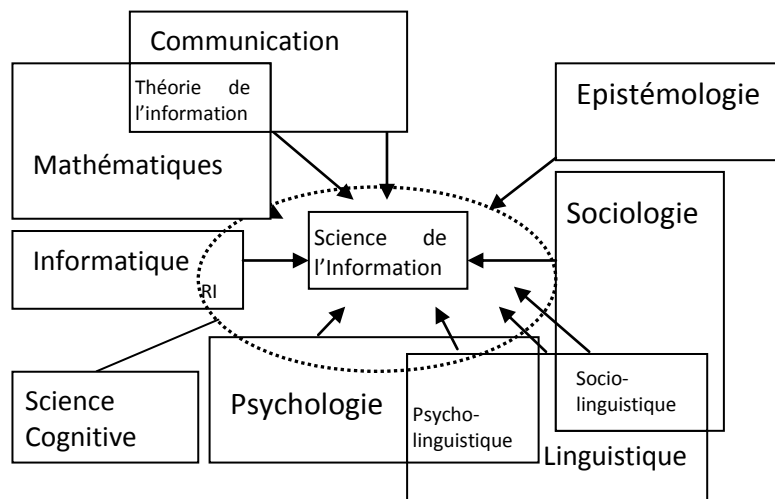 Communication
Théorie de
l'information
Epistémologie
Mathématiques
Sociologie
Science de
l'Information
Informatique
RI
Science
Cognitive
Psychologie
Psycho-
linguistique
Socio-
linguistique
Linguistique